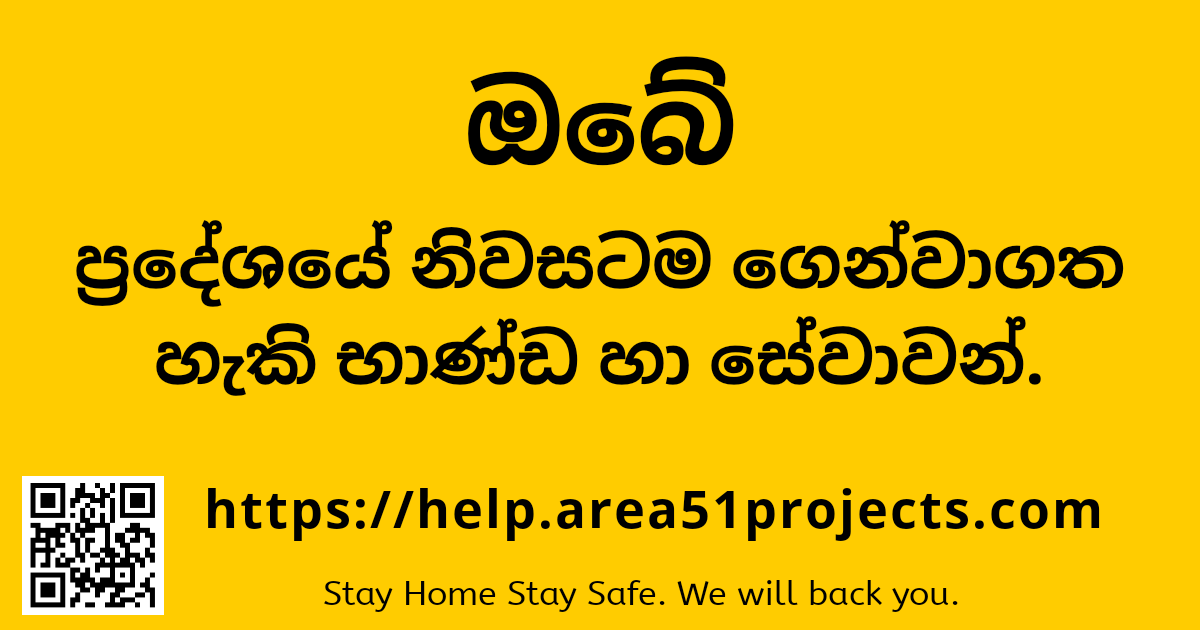 ඔබේ
ප්‍රදේශයේ නිවසටම ගෙන්වාගත
හැකි භාණ්ඩ හා සේවාවන්.
https://help.area51projects.com
Stay Home Stay Safe. We will back you.